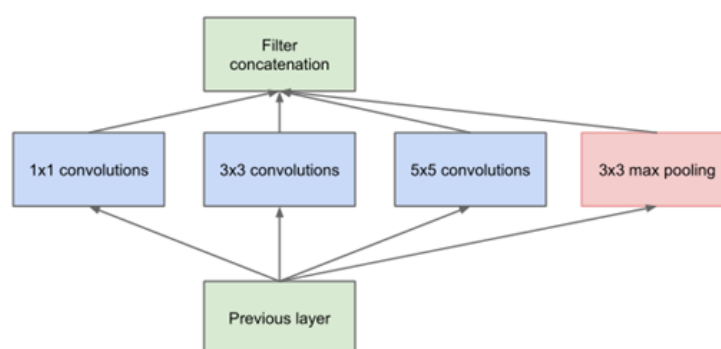 Filter
concatenation
1x1 convolutions
3x3 convolutions
5x5 convolutions
3x3 max pooling
Previous layer